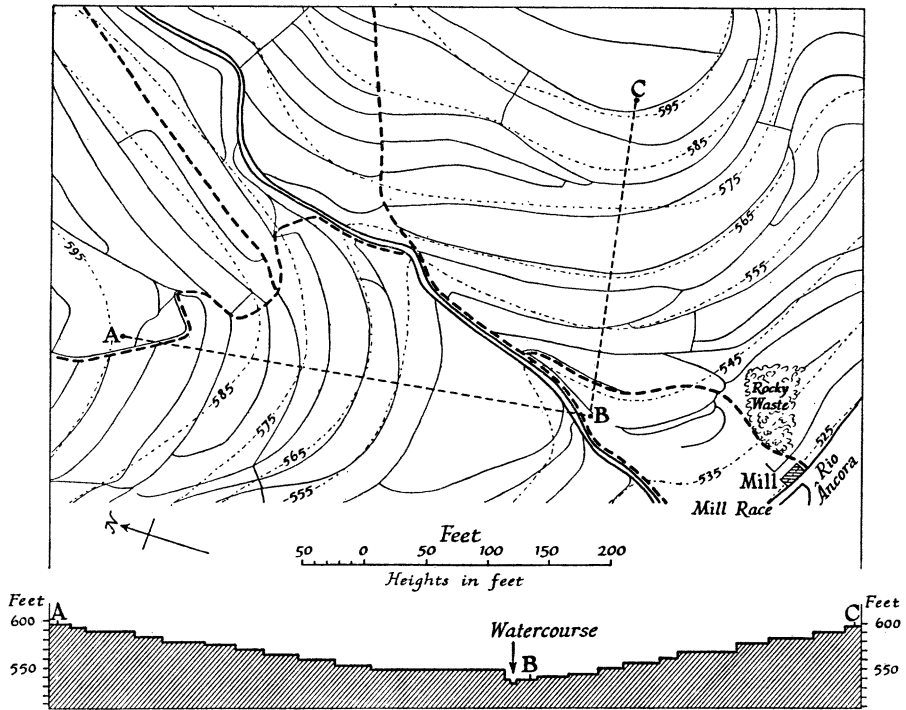 C
595
585
575
565
555
595
A
585
575
565
555
545
Rocky
Waste
B
525
535
Mill
Rio
Âncora
Mill Race
N
Feet
50 0 50 100 150 200
Heights in feet
Feet
600
550
A
Watercourse
B
C
Feet
600
550